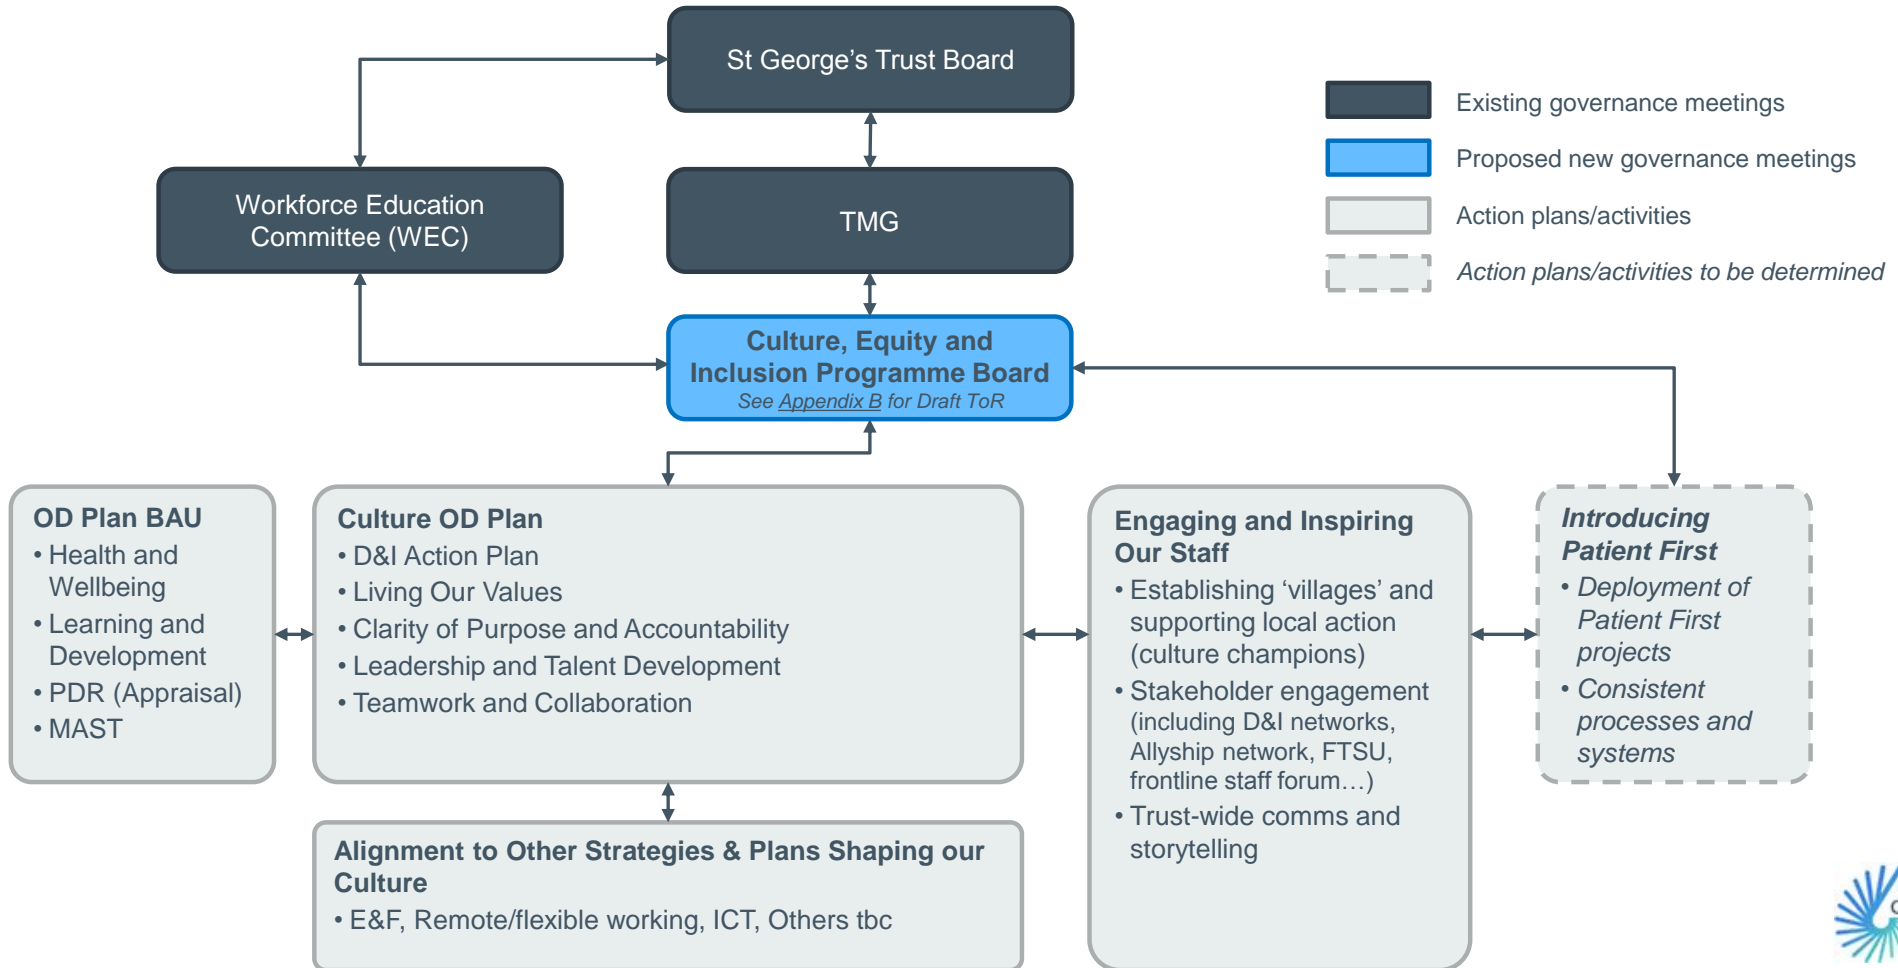 St George's Trust Board
Existing governance meetings
Proposed new governance meetings
Action plans/activities
Action plans/activities to be determined
Workforce Education
Committee (WEC)
TMG
Culture, Equity and
Inclusion Programme Board
See Appendix B for Draft ToR
OD Plan BAU
• Health and
Wellbeing
• Learning and
Development
• PDR (Appraisal)
• MAST
Culture OD Plan
• D&I Action Plan
• Living Our Values
• Clarity of Purpose and Accountability
• Leadership and Talent Development
• Teamwork and Collaboration
Engaging and Inspiring
Our Staff
• Establishing ‘villages’ and
supporting local action
(culture champions)
• Stakeholder engagement
(including D&I networks,
Allyship network, FTSU,
frontline staff forum…)
• Trust-wide comms and
storytelling
Introducing
Patient First
• Deployment of
Patient First
projects
• Consistent
processes and
systems
Alignment to Other Strategies & Plans Shaping our
Culture
• E&F, Remote/flexible working, ICT, Others tbc